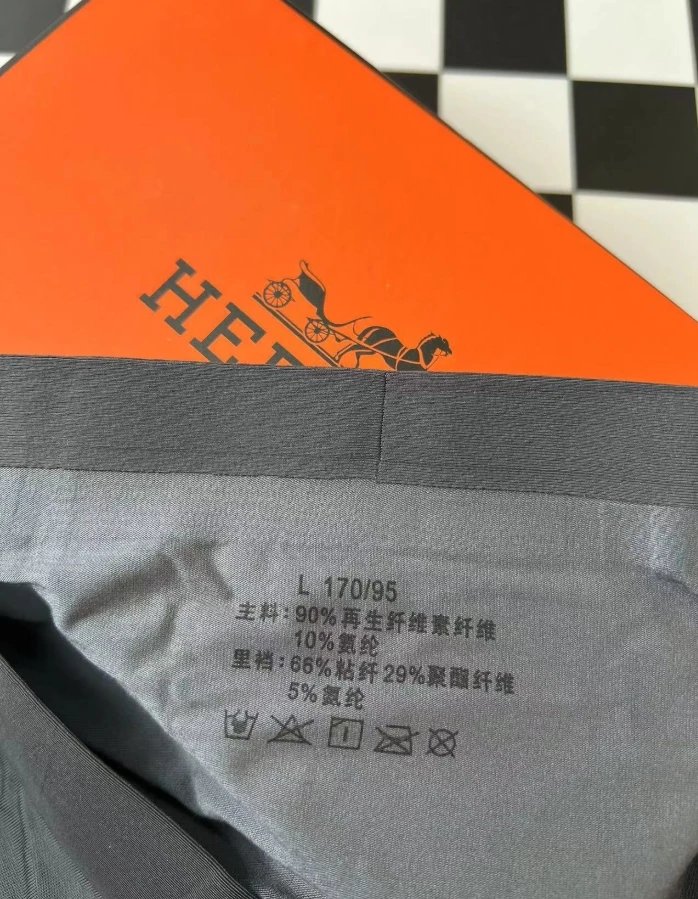 HER
L 170/95
主料：90%再生纤维素纤维
10%氨纶
里裆：66%粘纤 29%聚酯纤维
5%氨纶